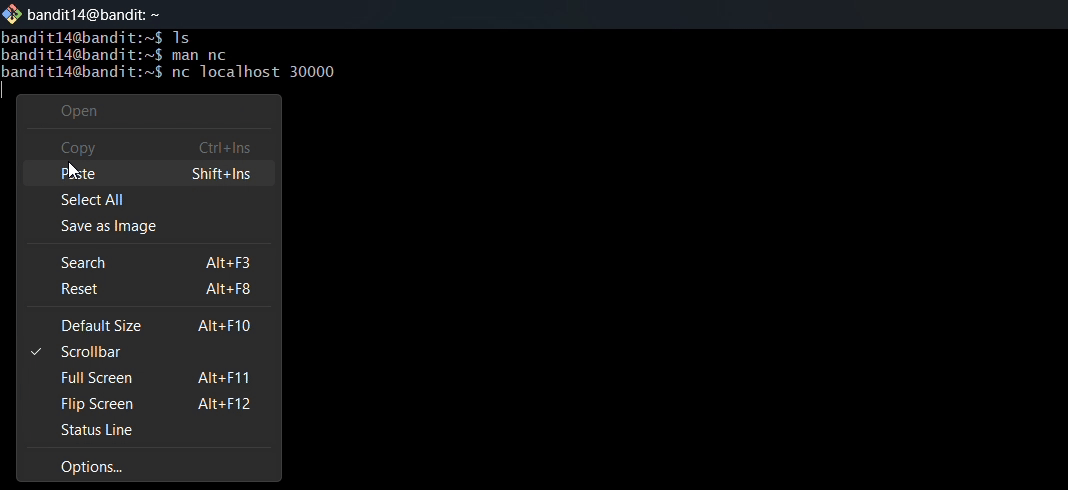 bandit14@bandit: ~
bandit14@bandit:~$ ls
bandit14@bandit:~$ man nc
bandit14@bandit:~$ nc localhost 30000
Open
Copy Ctrl+Ins
Paste Shift+Ins
Select All
Save as Image
Search Alt+F3
Reset Alt+F8
Default Size Alt+F10
Scrollbar
Full Screen Alt+F11
Flip Screen Alt+F12
Status Line
Options...